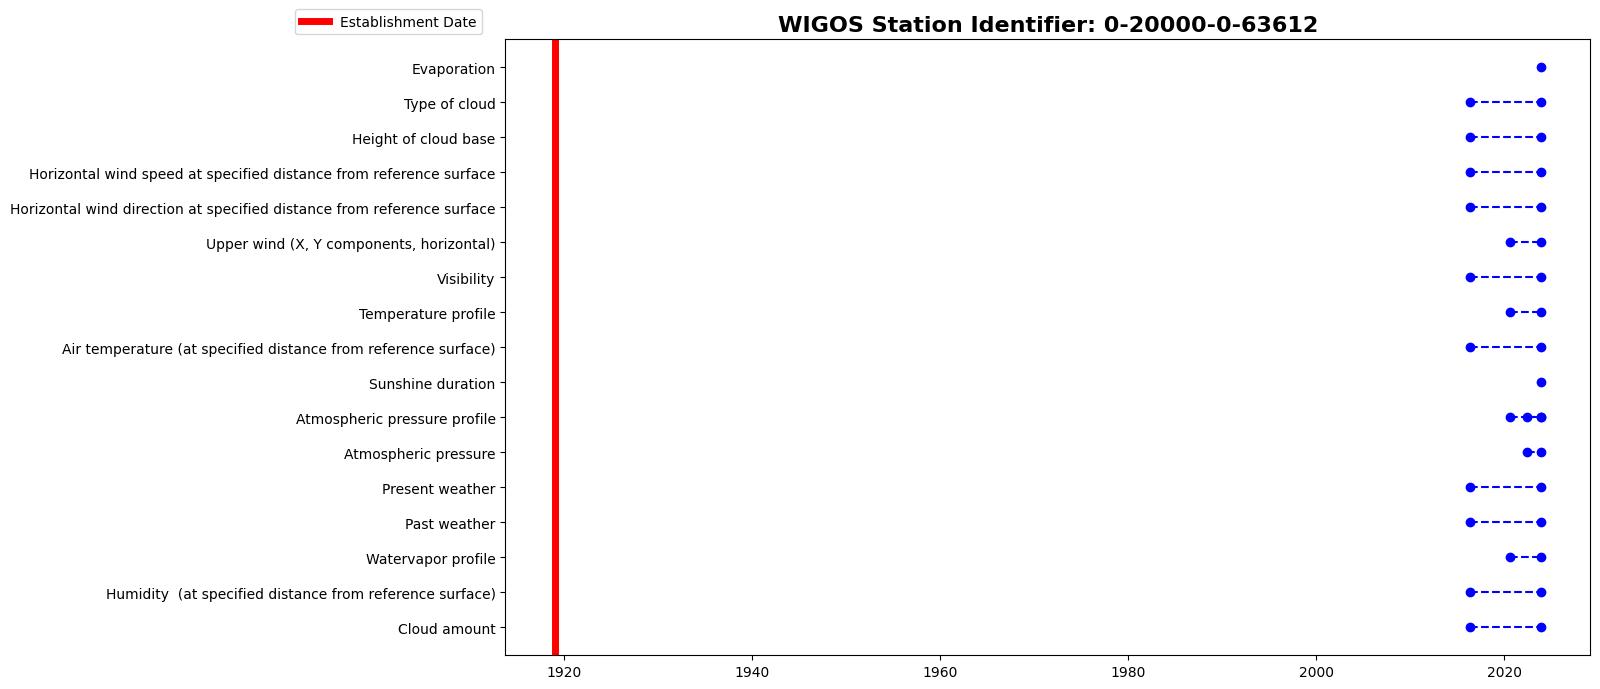 Establishment Date
WIGOS Station Identifier: 0-20000-0-63612
Evaporation
Type of cloud
Height of cloud base
Horizontal wind speed at specified distance from reference surface
Horizontal wind direction at specified distance from reference surface
Upper wind (X, Y components, horizontal)
Visibility
Temperature profile
Air temperature (at specified distance from reference surface)
Sunshine duration
Atmospheric pressure profile
Atmospheric pressure
Present weather
Past weather
Watervapor profile
Humidity  (at specified distance from reference surface)
Cloud amount
1920 1940 1960 1980 2000 2020